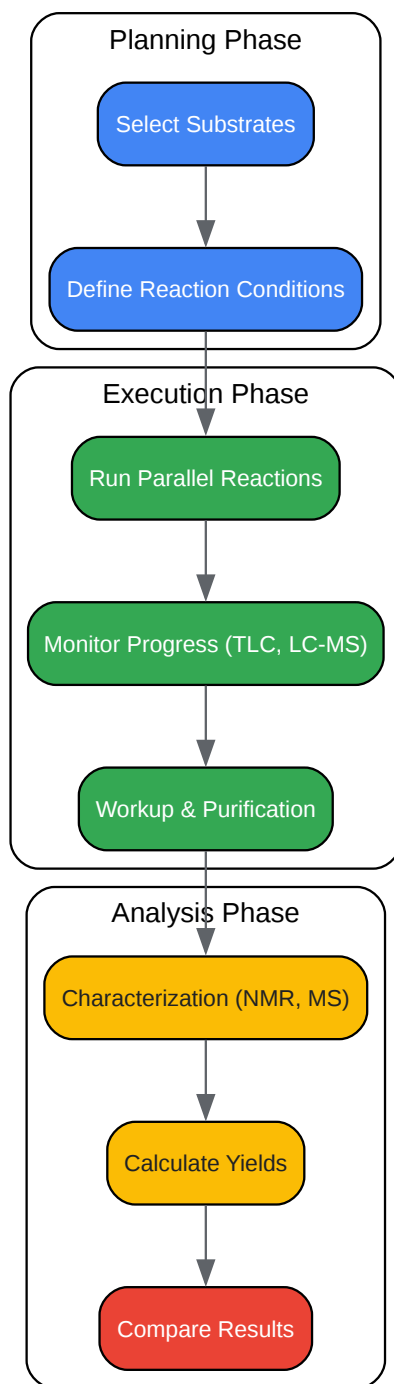 Planning Phase
Select Substrates
Define Reaction Conditions
Execution Phase
Run Parallel Reactions
Monitor Progress (TLC, LC-MS)
Workup & Purification
Analysis Phase
Characterization (NMR, MS)
Calculate Yields
Compare Results